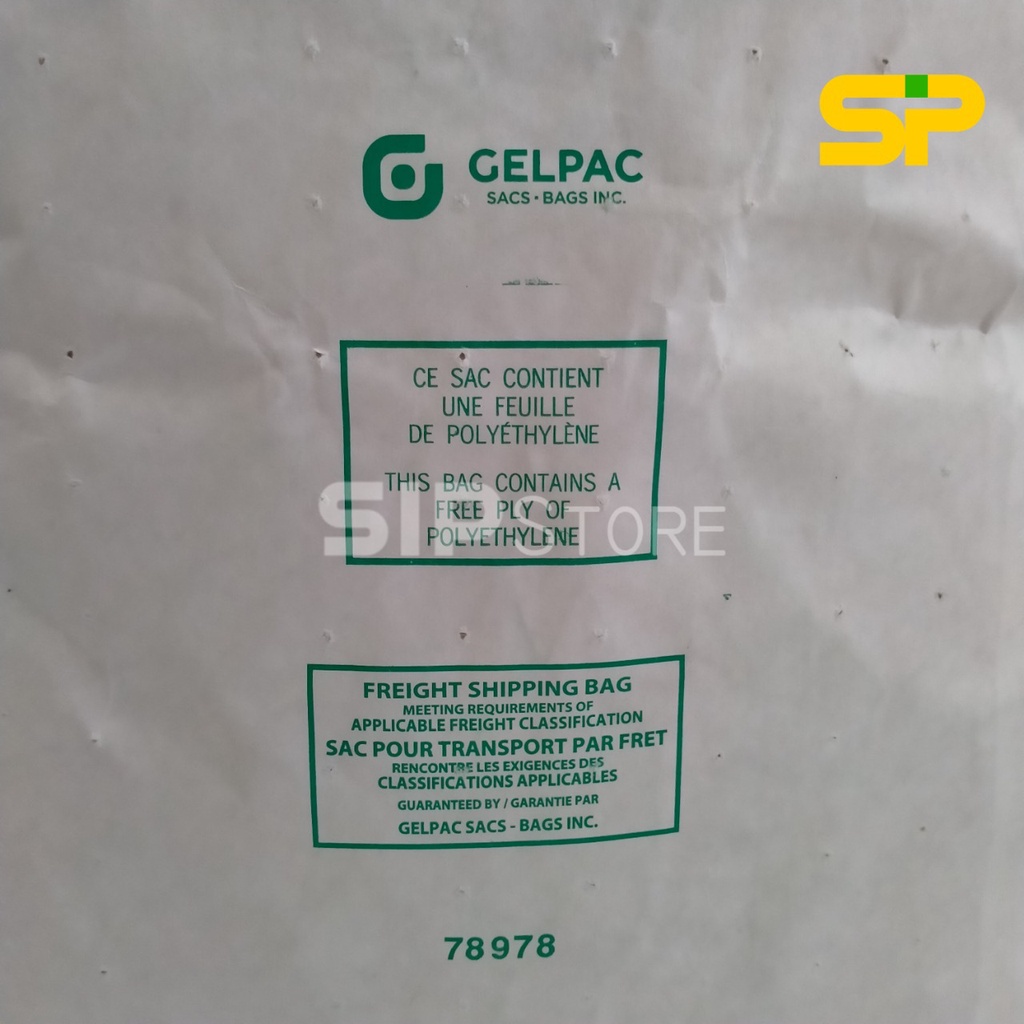 SiP
GELPAC
SACS · BAGS INC.
CE SAC CONTIENT
UNE FEUILLE
DE POLYÉTHYLÈNE
THIS BAG CONTAINS A
FREE PLY OF
POLYETHYLENE
SIP STORE
FREIGHT SHIPPING BAG
MEETING REQUIREMENTS OF
APPLICABLE FREIGHT CLASSIFICATION
SAC POUR TRANSPORT PAR FRET
RENCONTRE LES EXIGENCES DES
CLASSIFICATIONS APPLICABLES
GUARANTEED BY / GARANTIE PAR
GELPAC SACS - BAGS INC.
78978